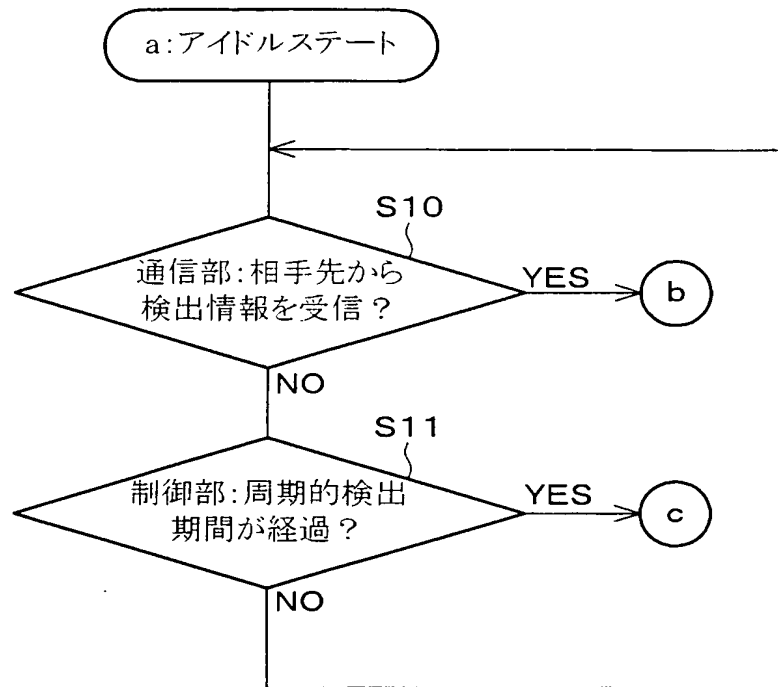 a:アイドルステート
S10
通信部:相手先から
検出情報を受信?
YES
b
NO
S11
制御部:周期的検出
期間が経過?
YES
c
NO